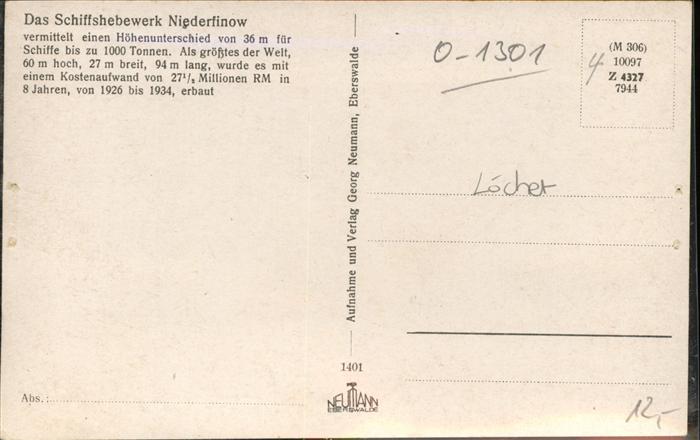 Das Schiffshebewerk Niederfinow
vermittelt einen Höhenunterschied von 36 m für
Schiffe bis zu 1000 Tonnen. Als größtes der Welt,
60 m hoch, 27 m breit, 94 m lang, wurde es mit
einem Kostenaufwand von 27¹/₂ Millionen RM in
8 Jahren, von 1926 bis 1934, erbaut
Abs.:
Aufnahme und Verlag Georg Neumann, Eberswalde
1401
NEUMANN
EBERSWALDE
O-1301
4
(M 306)
10097
Z 4327
7944
Löcher
12,-